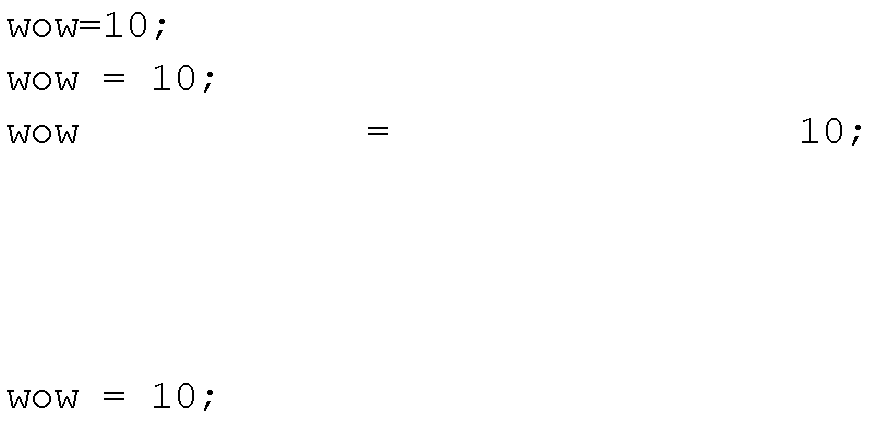 wow=10;
wow = 10;
wow            =                 10;
wow = 10;